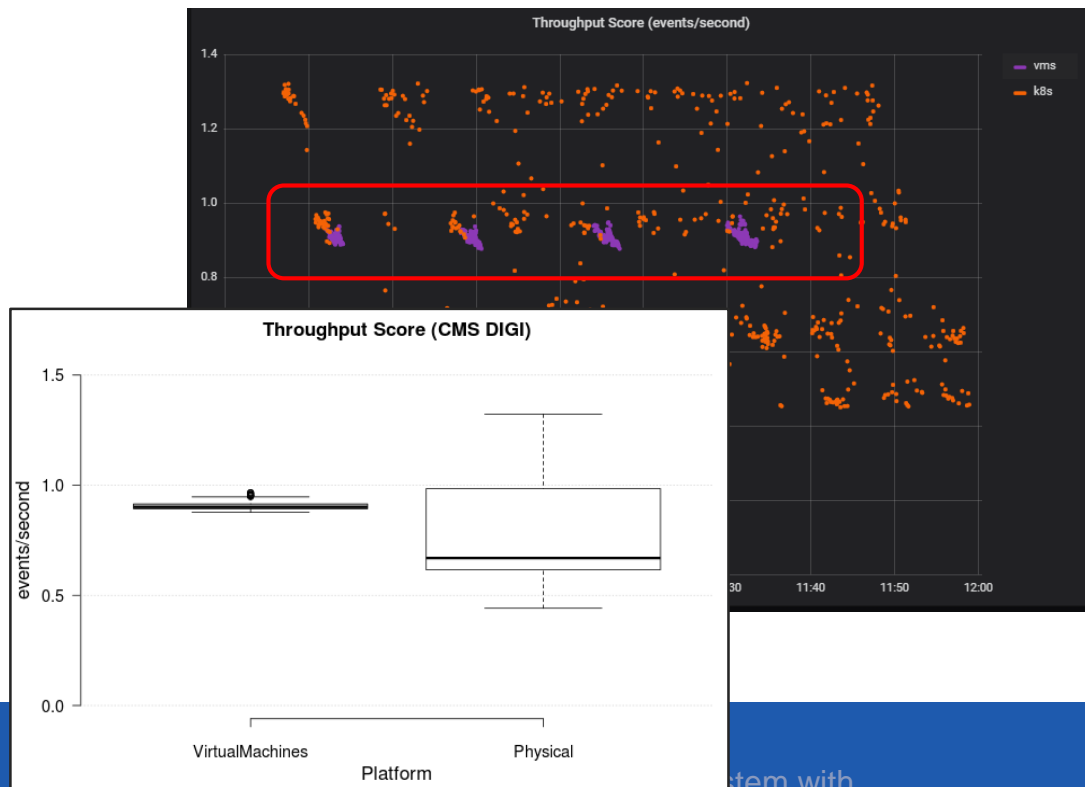 Throughput Score (events/second)
1.4
1.2
1.0
0.8
vms
k8s
30
11:40
11:50
12:00
Throughput Score (CMS DIGI)
events/second
1.5
1.0
0.5
0.0
VirtualMachines
Physical
Platform
stem with